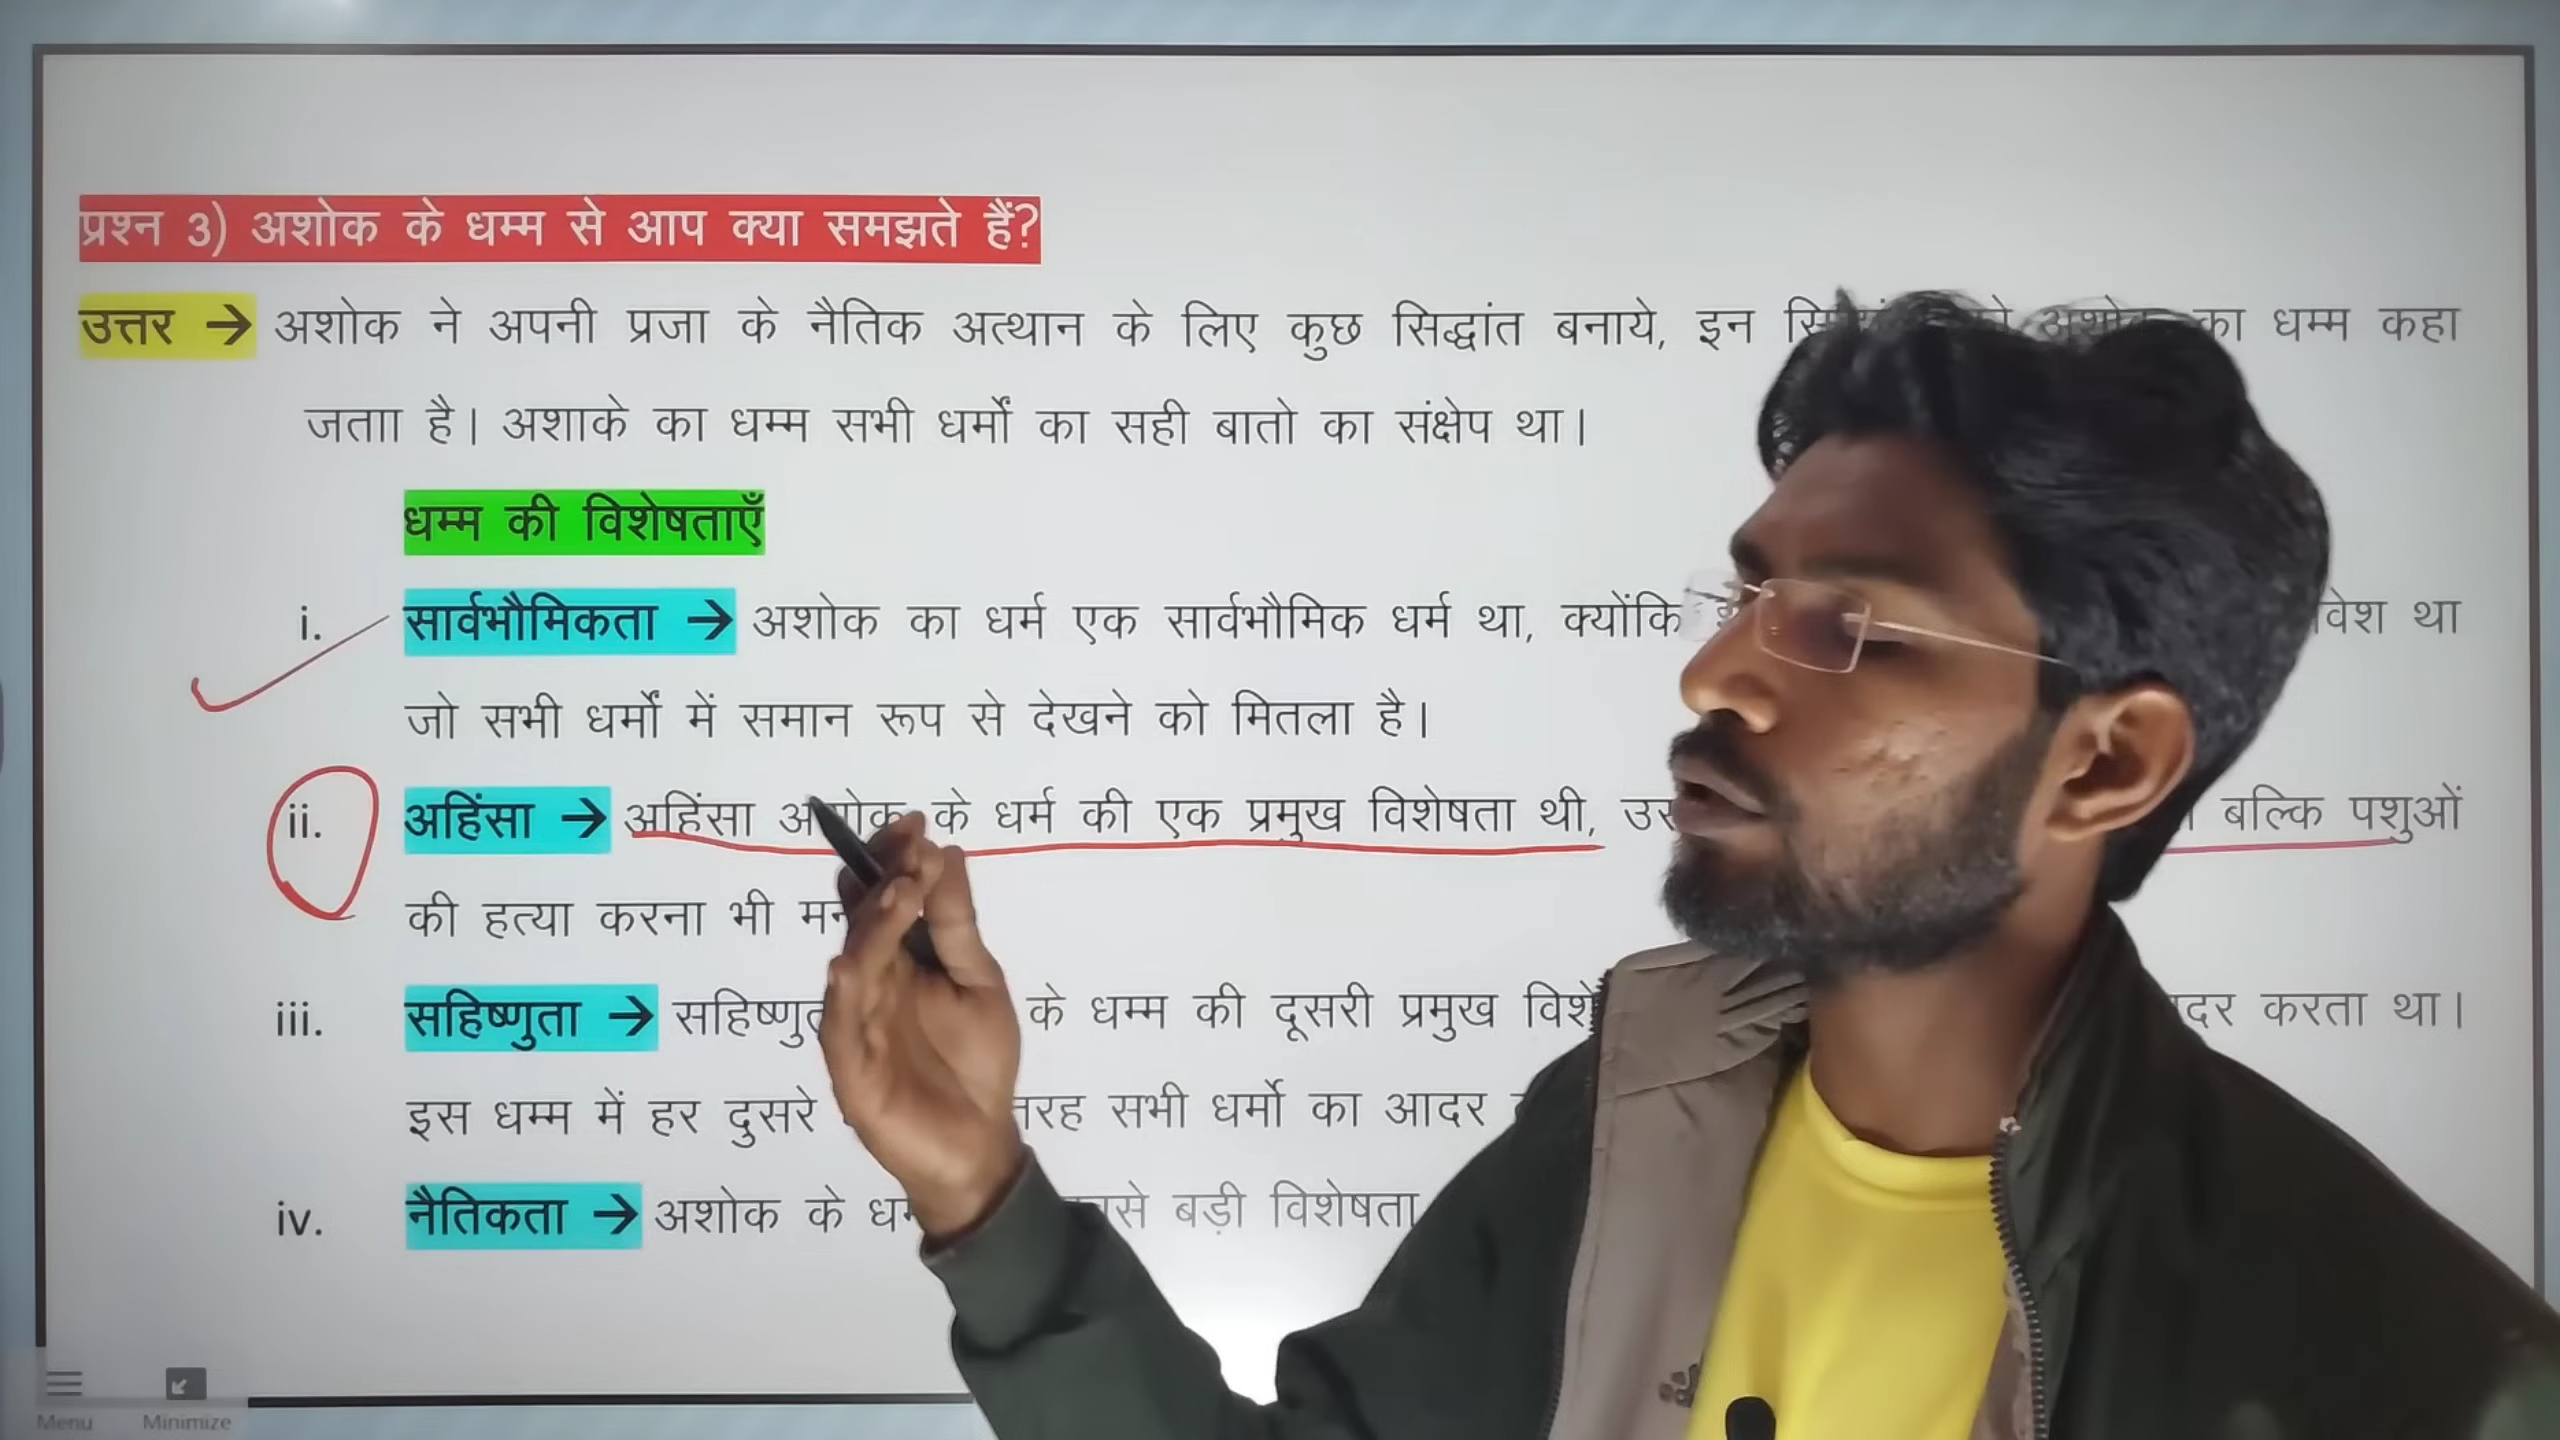 प्रश्न 3) अशोक के धम्म से आप क्या समझते हैं?
उत्तर → अशोक ने अपनी प्रजा के नैतिक अत्थान के लिए कुछ सिद्धांत बनाये, इन का धम्म कहा
जताा है। अशाके का धम्म सभी धर्मों का सही बातो का संक्षेप था।
धम्म की विशेषताएँ
i. सार्वभौमिकता → अशोक का धर्म एक सार्वभौमिक धर्म था, क्योंकि था
जो सभी धर्मों में समान रूप से देखने को मितला है।
ii. अहिंसा → अहिंसा के धर्म की एक प्रमुख विशेषता थी, बल्कि पशुओं
की हत्या करना भी
iii. सहिष्णुता → के धम्म की दूसरी प्रमुख करता था।
इस धम्म में हर दुसरे सभी धर्मो का आदर
iv. नैतिकता → अशोक के बड़ी विशेषता
Menu Minimize